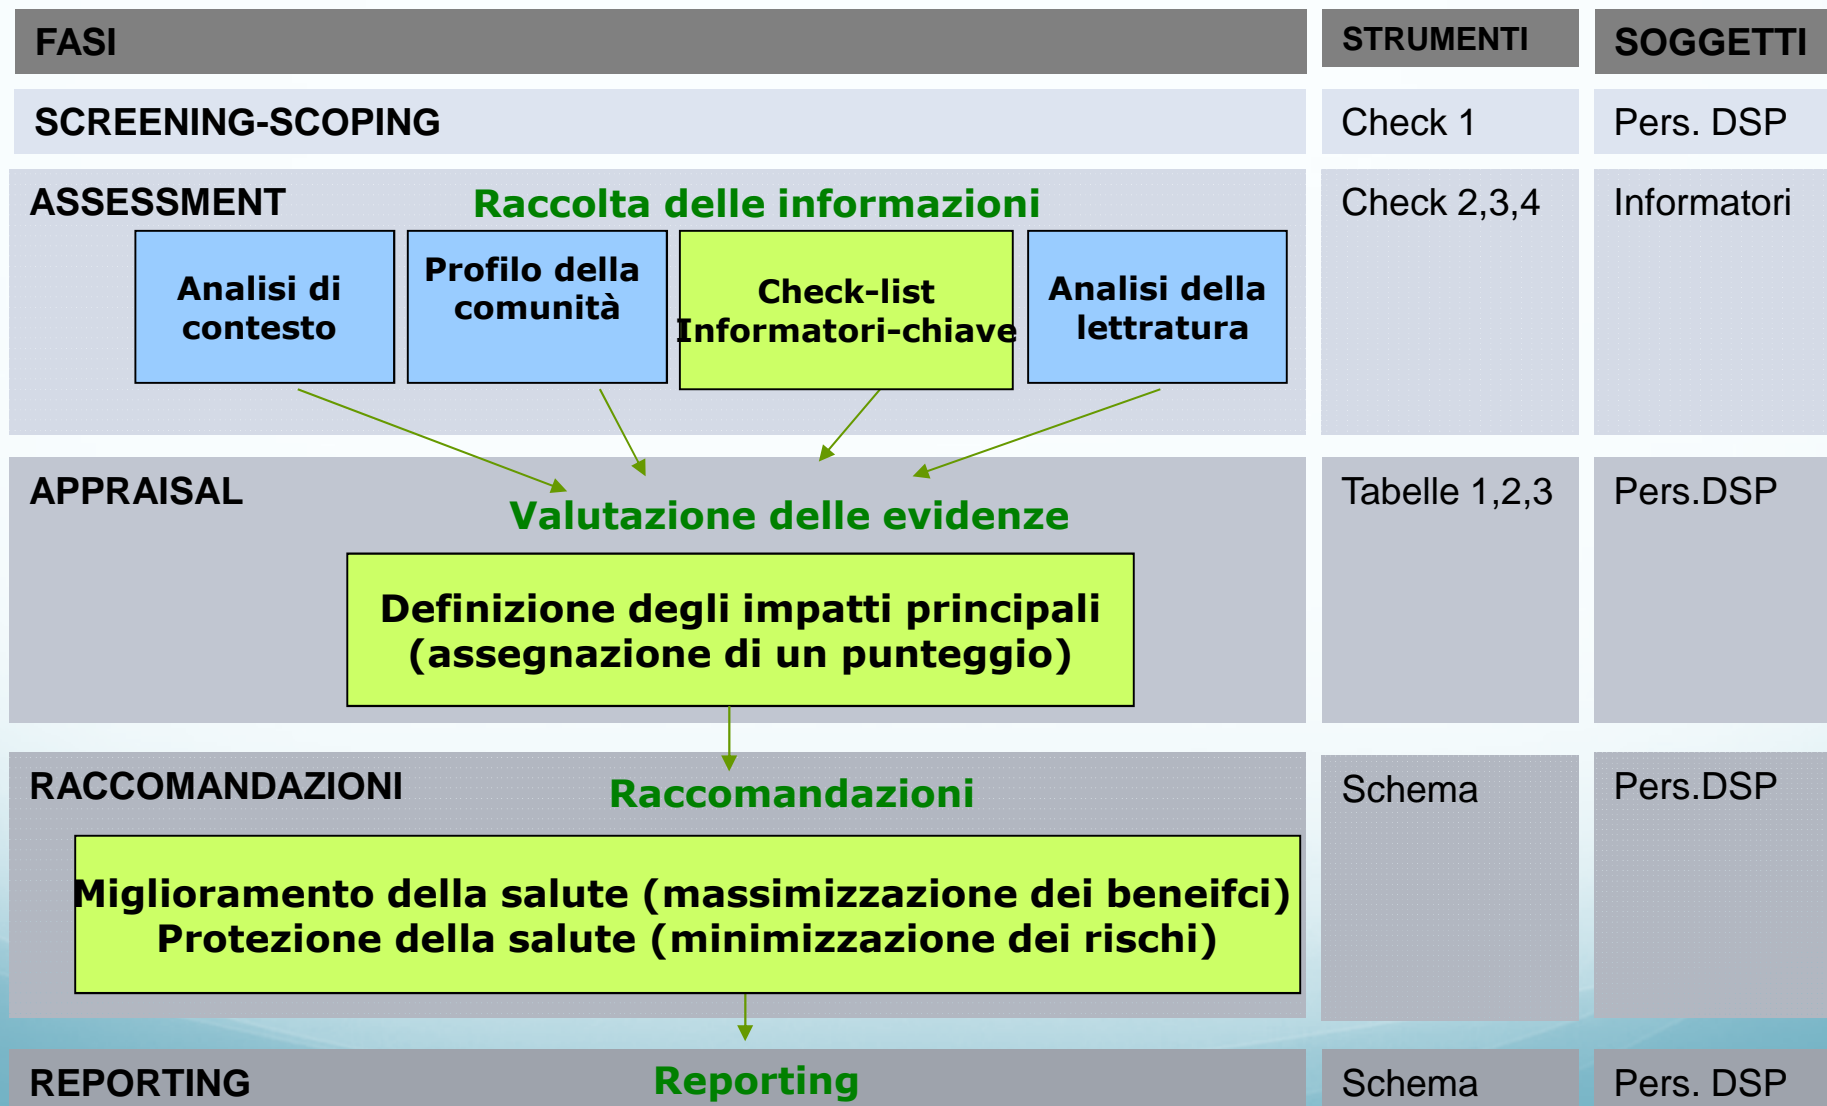 FASI
STRUMENTI
SOGGETTI
SCREENING-SCOPING
Check 1
Pers. DSP
ASSESSMENT
Raccolta delle informazioni
Check 2,3,4
Informatori
Analisi di
contesto
Profilo della
comunità
Check-list
Informatori-chiave
Analisi della
lettratura
APPRAISAL
Valutazione delle evidenze
Tabelle 1,2,3
Pers.DSP
Definizione degli impatti principali
(assegnazione di un punteggio)
RACCOMANDAZIONI
Raccomandazioni
Schema
Pers.DSP
Miglioramento della salute (massimizzazione dei beneifci)
Protezione della salute (minimizzazione dei rischi)
REPORTING
Reporting
Schema
Pers. DSP